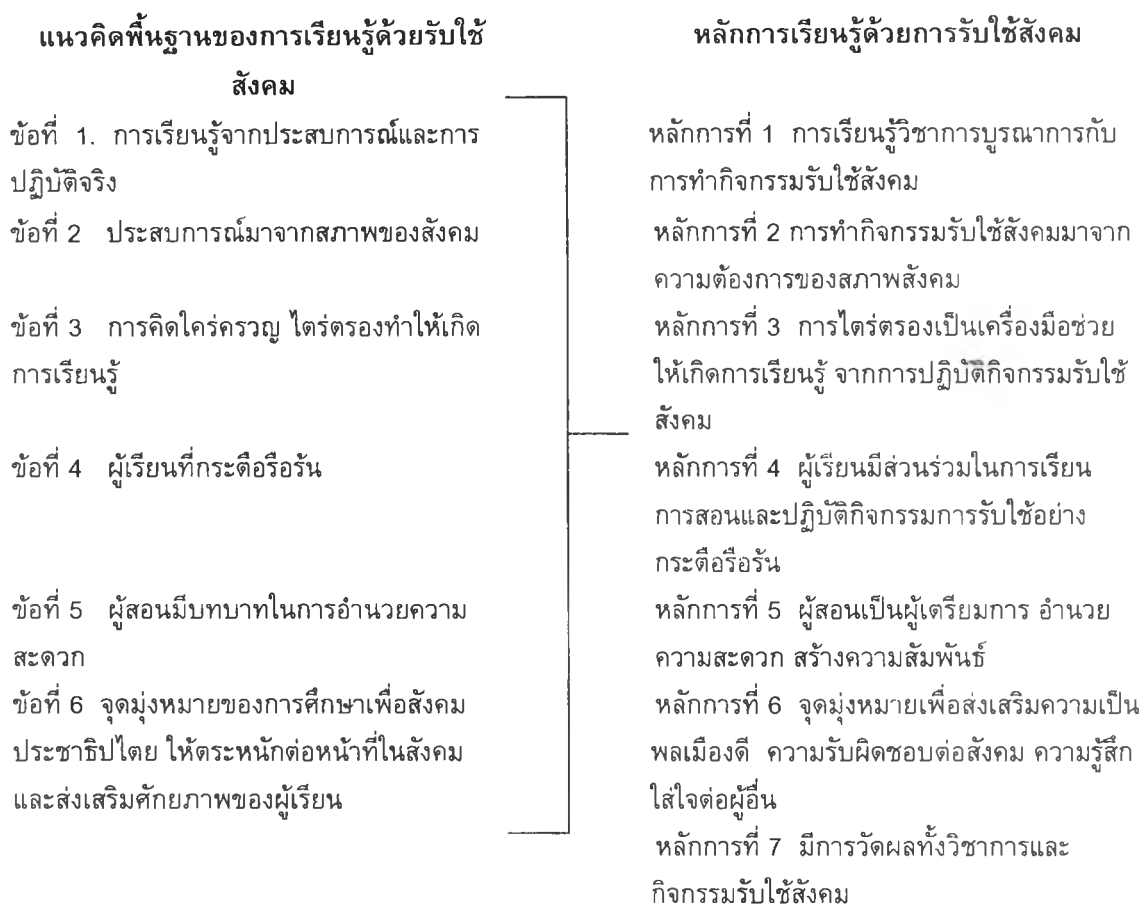 แนวคิดพื้นฐานของการเรียนรู้ด้วยรับใช้
สังคม
ข้อที่ 1. การเรียนรู้จากประสบการณ์และการ
ปฏิบัติจริง
ข้อที่ 2 ประสบการณ์มาจากสภาพของสังคม
ข้อที่ 3 การคิดใคร่ครวญ ไตร่ตรองทำให้เกิด
การเรียนรู้
ข้อที่ 4 ผู้เรียนที่กระตือรือร้น
ข้อที่ 5 ผู้สอนมีบทบาทในการอำนวยความ
สะดวก
ข้อที่ 6 จุดมุ่งหมายของการศึกษาเพื่อสังคม
ประชาธิปไตย ให้ตระหนักต่อหน้าที่ในสังคม
และส่งเสริมศักยภาพของผู้เรียน
หลักการเรียนรู้ด้วยการรับใช้สังคม
หลักการที่ 1 การเรียนรู้วิชาการบูรณาการกับ
การทำกิจกรรมรับใช้สังคม
หลักการที่ 2 การทำกิจกรรมรับใช้สังคมมาจาก
ความต้องการของสภาพสังคม
หลักการที่ 3 การไตร่ตรองเป็นเครื่องมือช่วย
ให้เกิดการเรียนรู้ จากการปฏิบัติกิจกรรมรับใช้
สังคม
หลักการที่ 4 ผู้เรียนมีส่วนร่วมในการเรียน
การสอนและปฏิบัติกิจกรรมการรับใช้อย่าง
กระตือรือร้น
หลักการที่ 5 ผู้สอนเป็นผู้เตรียมการ อำนวย
ความสะดวก สร้างความสัมพันธ์
หลักการที่ 6 จุดมุ่งหมายเพื่อส่งเสริมความเป็น
พลเมืองดี ความรับผิดชอบต่อสังคม ความรู้สึก
ใส่ใจต่อผู้อื่น
หลักการที่ 7 มีการวัดผลทั้งวิชาการและ
กิจกรรมรับใช้สังคม